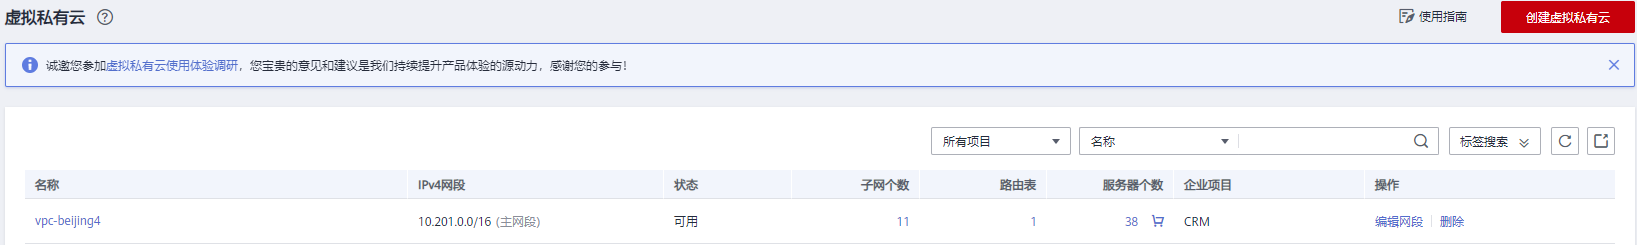 虚拟私有云
使用指南
创建虚拟私有云
诚邀您参加虚拟私有云使用体验调研，您宝贵的意见和建议是我们持续提升产品体验的源动力，感谢您的参与！
所有项目 名称 标签搜索
名称 IPv4网段 状态 子网个数 路由表 服务器个数 企业项目 操作
vpc-beijing4 10.201.0.0/16 (主网段) 可用 11 1 38 CRM 编辑网段 删除